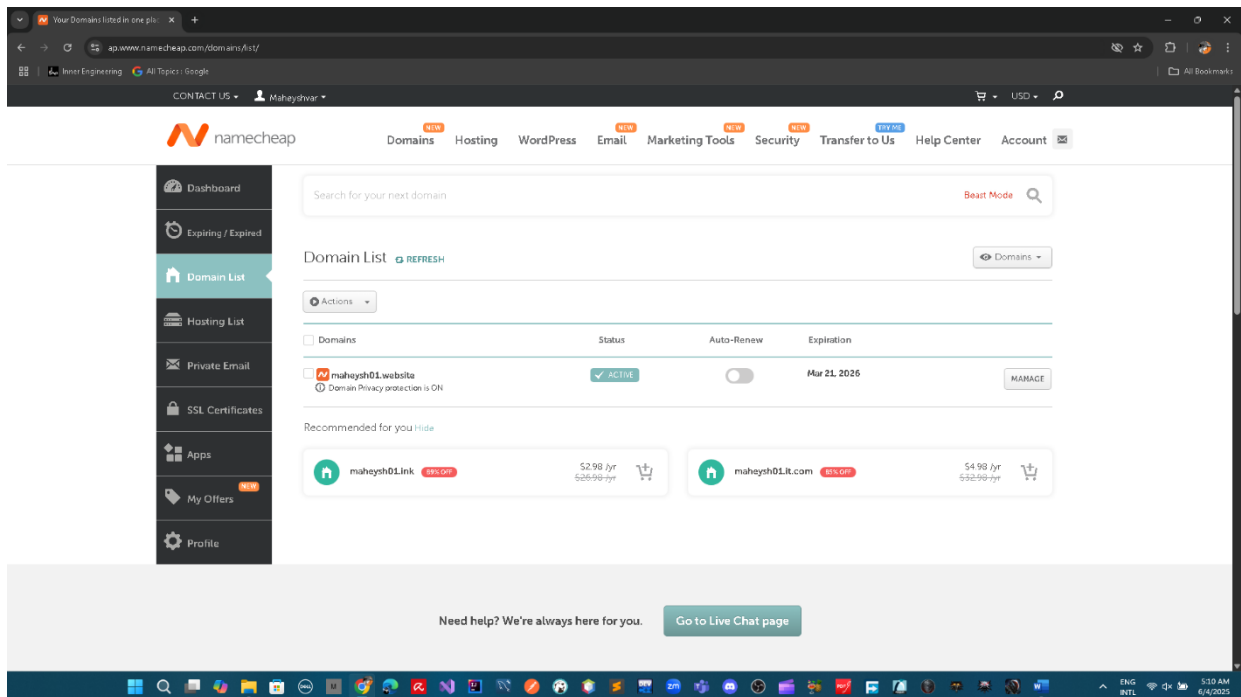 Your Domains listed in one plac
ap.www.namecheap.com/domains/list/
Inner Engineering
All Topics : Google
All Bookmarks
CONTACT US
Maheyshvar
USD
namecheap
NEW NEW NEW NEW TRY ME
Domains Hosting WordPress Email Marketing Tools Security Transfer to Us Help Center Account
Dashboard
Expiring / Expired
Domain List
Hosting List
Private Email
SSL Certificates
Apps
NEW
My Offers
Profile
Search for your next domain
Beast Mode
Domain List REFRESH
Domains
Actions
Domains Status Auto-Renew Expiration
maheysh01.website ACTIVE Mar 21, 2026 MANAGE
Domain Privacy protection is ON
Recommended for you Hide
maheysh01.ink 89% OFF $2.98 /yr
$26.98 /yr
maheysh01.it.com 85% OFF $4.98 /yr
$32.98 /yr
Need help? We're always here for you.
Go to Live Chat page
ENG
INTL
5:10 AM
6/4/2025